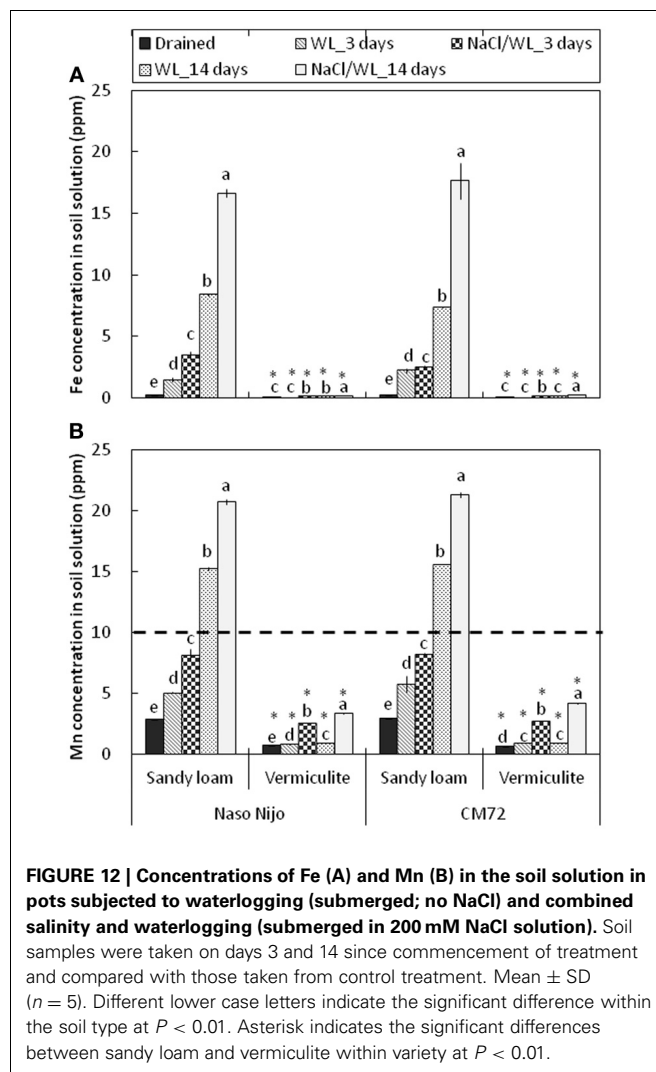 Drained WL_3 days NaCl/WL_3 days
WL_14 days NaCl/WL_14 days
A
Fe concentration in soil solution (ppm)
25
20
15
10
5
0
e d c b a
* * * * *
c c b b a
e d c b a
* * * * *
c c b c a
B
Mn concentration in soil solution (ppm)
25
20
15
10
5
0
e d c b a
* * * * *
e d b c a
e d c b a
* * * * *
d c b c a
Sandy loam Vermiculite Sandy loam Vermiculite
Naso Nijo CM72
FIGURE 12 | Concentrations of Fe (A) and Mn (B) in the soil solution in
pots subjected to waterlogging (submerged; no NaCl) and combined
salinity and waterlogging (submerged in 200 mM NaCl solution). Soil
samples were taken on days 3 and 14 since commencement of treatment
and compared with those taken from control treatment. Mean ± SD
(n = 5). Different lower case letters indicate the significant difference within
the soil type at P < 0.01. Asterisk indicates the significant differences
between sandy loam and vermiculite within variety at P < 0.01.